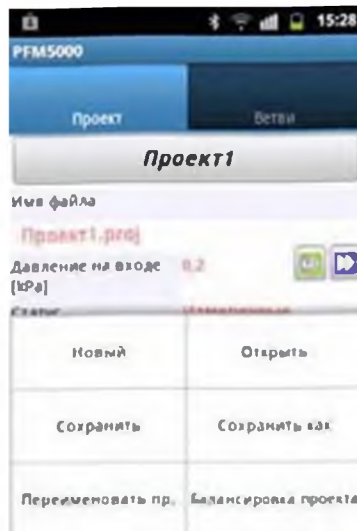 15:28
PFM5000
Проект
Ветви
Проект1
Имя файла
Проект1.proj
Давление на входе
[kPa]
0,2
Статус
Новый
Открыть
Сохранить
Сохранить как
Переименовать пр.
Балансировка проекта